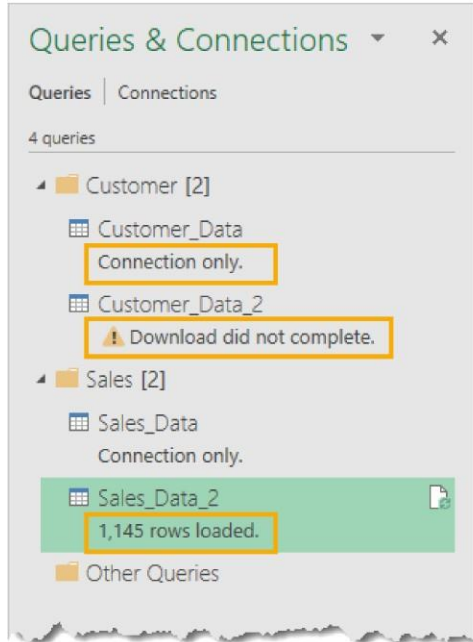 Queries & Connections
Queries | Connections
4 queries
Customer [2]
Customer_Data
Connection only.
Customer_Data_2
Download did not complete.
Sales [2]
Sales_Data
Connection only.
Sales_Data_2
1,145 rows loaded.
Other Queries